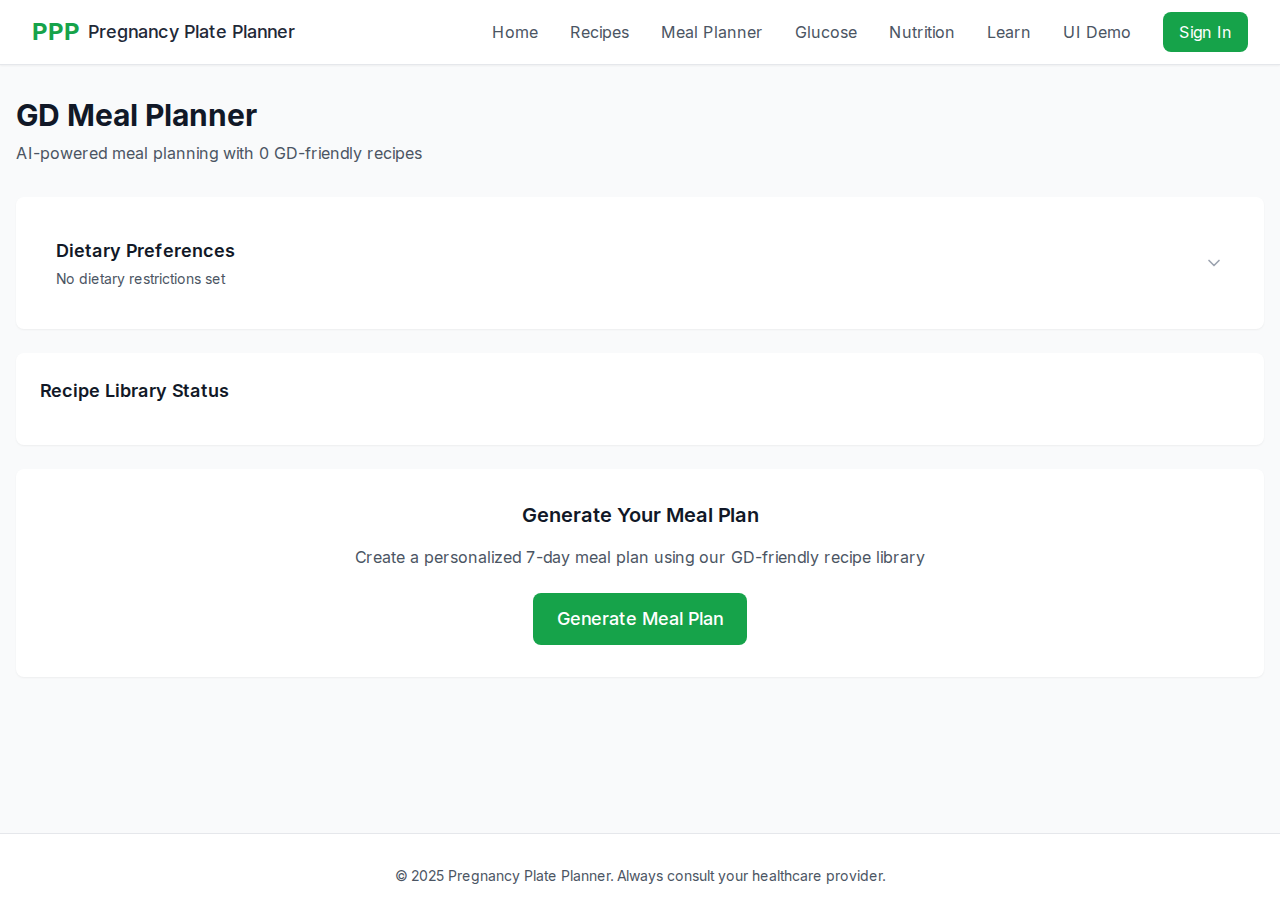 PPP Pregnancy Plate Planner
Home Recipes Meal Planner Glucose Nutrition Learn UI Demo Sign In
GD Meal Planner
AI-powered meal planning with 0 GD-friendly recipes
Dietary Preferences
No dietary restrictions set
Recipe Library Status
Generate Your Meal Plan
Create a personalized 7-day meal plan using our GD-friendly recipe library
Generate Meal Plan
© 2025 Pregnancy Plate Planner. Always consult your healthcare provider.